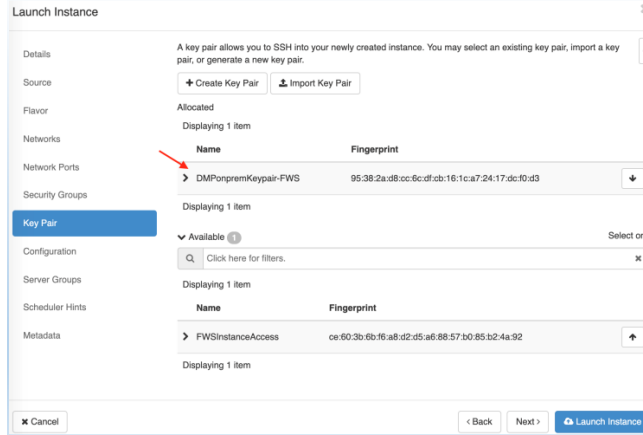 Launch Instance
Details
Source
Flavor
Networks
Network Ports
Security Groups
Key Pair
Configuration
Server Groups
Scheduler Hints
Metadata
A key pair allows you to SSH into your newly created instance. You may select an existing key pair, import a key
pair, or generate a new key pair.
+ Create Key Pair
Import Key Pair
Allocated
Displaying 1 item
Name Fingerprint
DMPonpremKeypair-FWS 95:38:2a:d8:cc:6c:df:cb:16:1c:a7:24:17:dc:f0:d3
Displaying 1 item
Available 1
Select or
Click here for filters.
Displaying 1 item
Name Fingerprint
FWSInstanceAccess ce:60:3b:6b:f6:a8:d2:d5:a6:88:57:b0:85:b2:4a:92
Displaying 1 item
× Cancel
< Back
Next >
Launch Instance